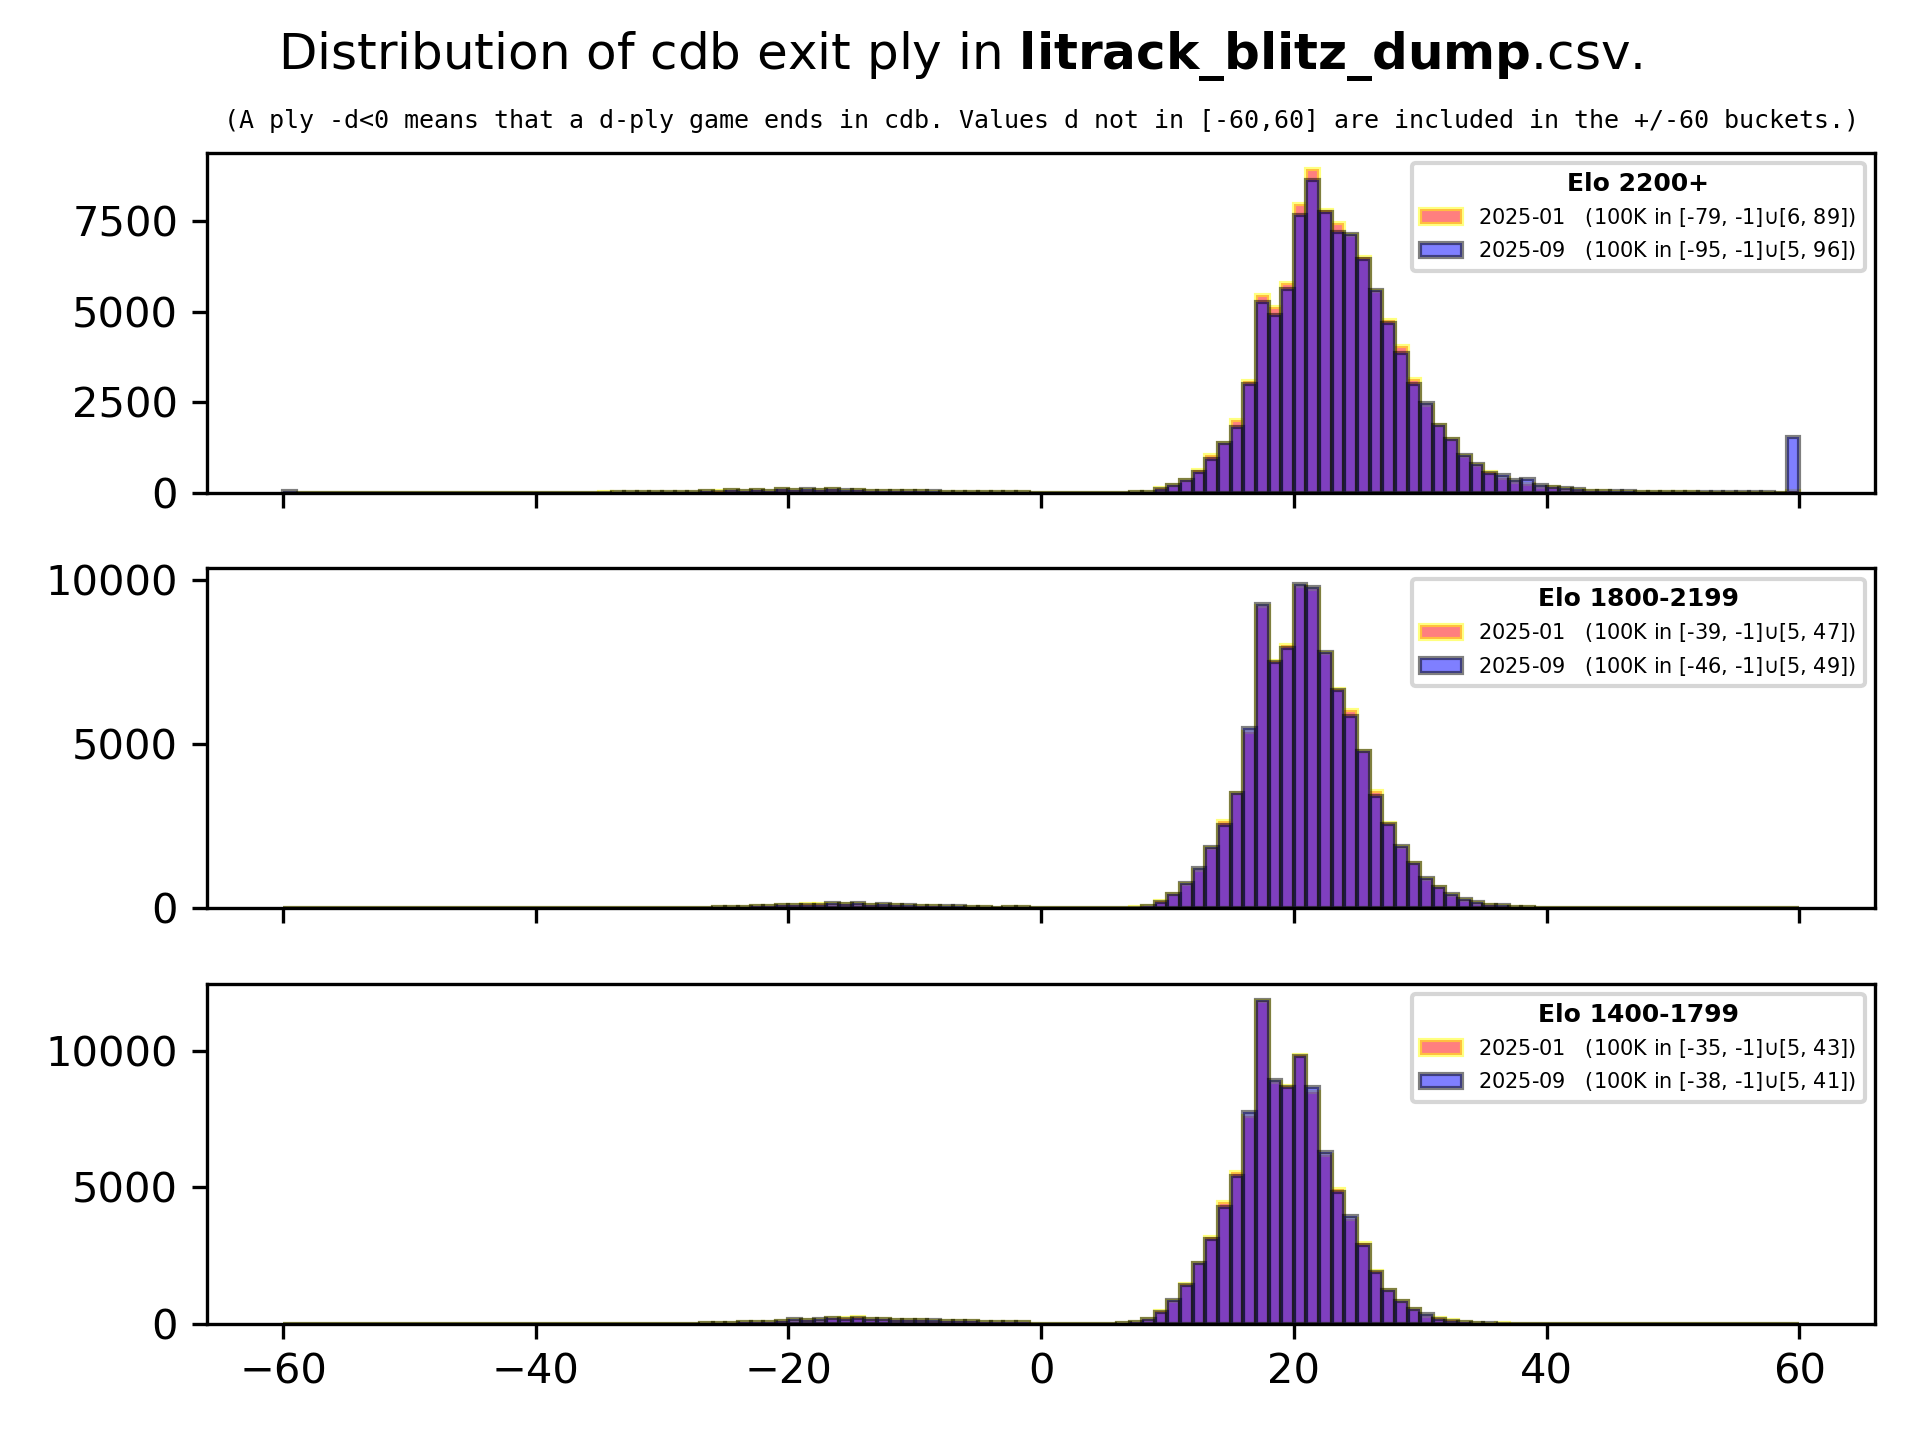 Distribution of cdb exit ply in litrack_blitz_dump.csv.
(A ply -d<0 means that a d-ply game ends in cdb. Values d not in [-60,60] are included in the +/-60 buckets.)
7500
5000
2500
0
Elo 2200+
2025-01 (100K in [-79, -1]∪[6, 89])
2025-09 (100K in [-95, -1]∪[5, 96])
10000
5000
0
Elo 1800-2199
2025-01 (100K in [-39, -1]∪[5, 47])
2025-09 (100K in [-46, -1]∪[5, 49])
10000
5000
0
Elo 1400-1799
2025-01 (100K in [-35, -1]∪[5, 43])
2025-09 (100K in [-38, -1]∪[5, 41])
−60 −40 −20 0 20 40 60